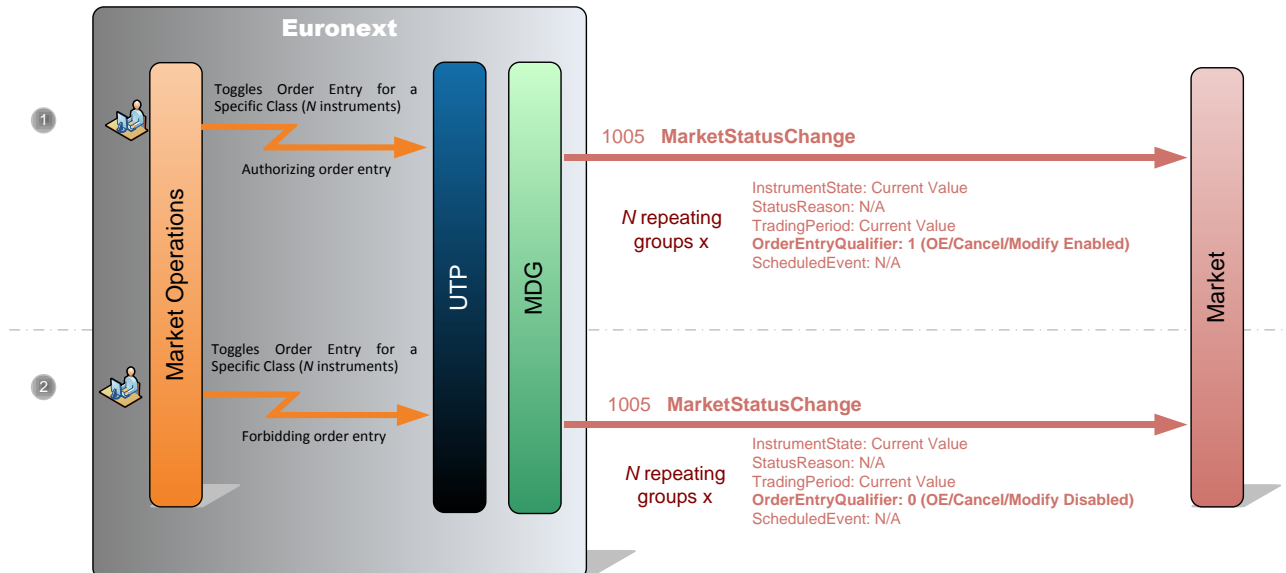 Euronext
1
Toggles Order Entry for a
Specific Class (N instruments)
Authorizing order entry
Market Operations
UTP
MDG
1005 MarketStatusChange
N repeating
groups x
InstrumentState: Current Value
StatusReason: N/A
TradingPeriod: Current Value
OrderEntryQualifier: 1 (OE/Cancel/Modify Enabled)
ScheduledEvent: N/A
Market
2
Toggles Order Entry for a
Specific Class (N instruments)
Forbidding order entry
1005 MarketStatusChange
N repeating
groups x
InstrumentState: Current Value
StatusReason: N/A
TradingPeriod: Current Value
OrderEntryQualifier: 0 (OE/Cancel/Modify Disabled)
ScheduledEvent: N/A